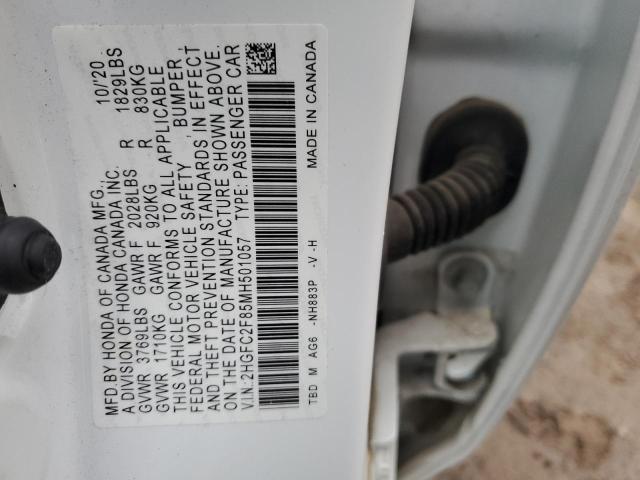 MFD. BY HONDA OF CANADA MFG., 10/20
A DIVISION OF HONDA CANADA INC.
GVWR 3769LBS GAWR F 2028LBS R 1829LBS
GVWR 1710KG GAWR F 920KG R 830KG
THIS VEHICLE CONFORMS TO ALL APPLICABLE
FEDERAL MOTOR VEHICLE SAFETY, BUMPER,
AND THEFT PREVENTION STANDARDS IN EFFECT
ON THE DATE OF MANUFACTURE SHOWN ABOVE.
V.I.N.:2HGFC2F85MH501057 TYPE: PASSENGER CAR
TBD M AG6 -NH883P -V -H MADE IN CANADA